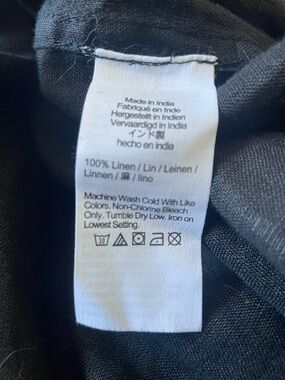 Made in India
Fabriqué en Inde
Hergestellt in Indien
Vervaardigd in India
インド製
hecho en india
100% Linen / Lin / Leinen /
Linnen / 麻 / lino
Machine Wash Cold With Like
Colors. Non-Chlorine Bleach
Only. Tumble Dry Low. Iron on
Lowest Setting.